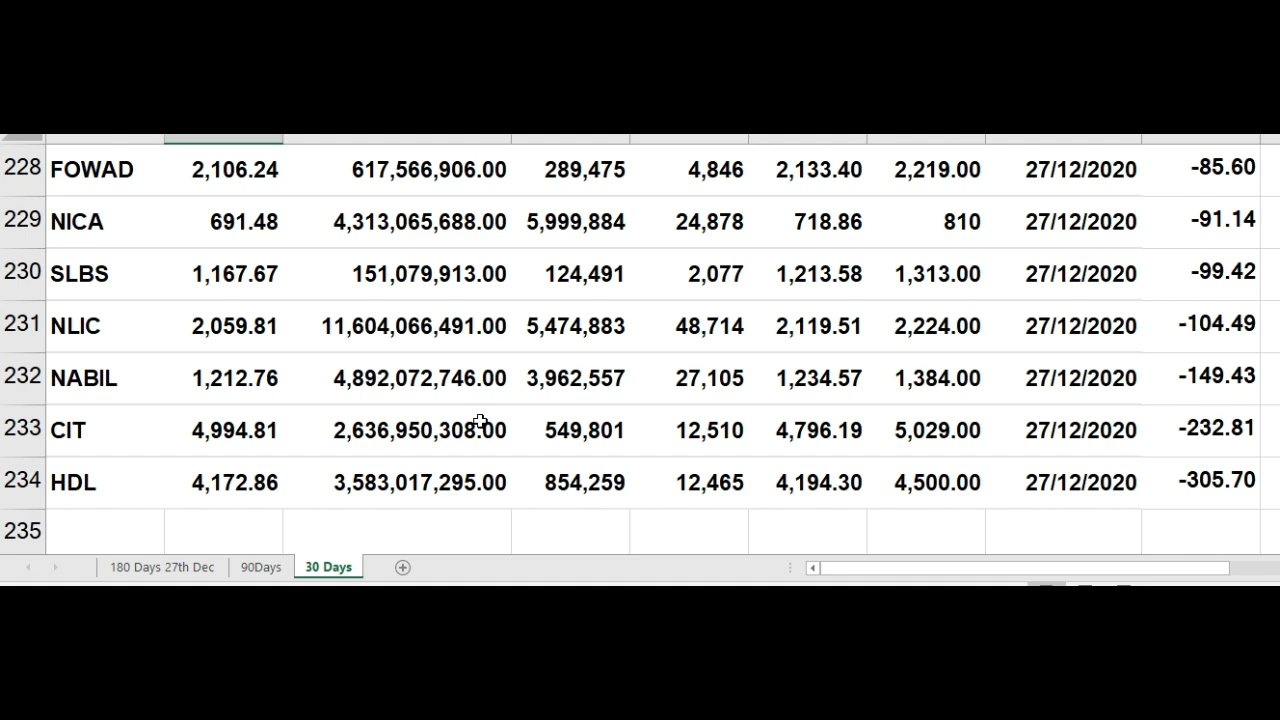 228 FOWAD 2,106.24 617,566,906.00 289,475 4,846 2,133.40 2,219.00 27/12/2020 -85.60
229 NICA 691.48 4,313,065,688.00 5,999,884 24,878 718.86 810 27/12/2020 -91.14
230 SLBS 1,167.67 151,079,913.00 124,491 2,077 1,213.58 1,313.00 27/12/2020 -99.42
231 NLIC 2,059.81 11,604,066,491.00 5,474,883 48,714 2,119.51 2,224.00 27/12/2020 -104.49
232 NABIL 1,212.76 4,892,072,746.00 3,962,557 27,105 1,234.57 1,384.00 27/12/2020 -149.43
233 CIT 4,994.81 2,636,950,308.00 549,801 12,510 4,796.19 5,029.00 27/12/2020 -232.81
234 HDL 4,172.86 3,583,017,295.00 854,259 12,465 4,194.30 4,500.00 27/12/2020 -305.70
235
180 Days 27th Dec 90Days 30 Days